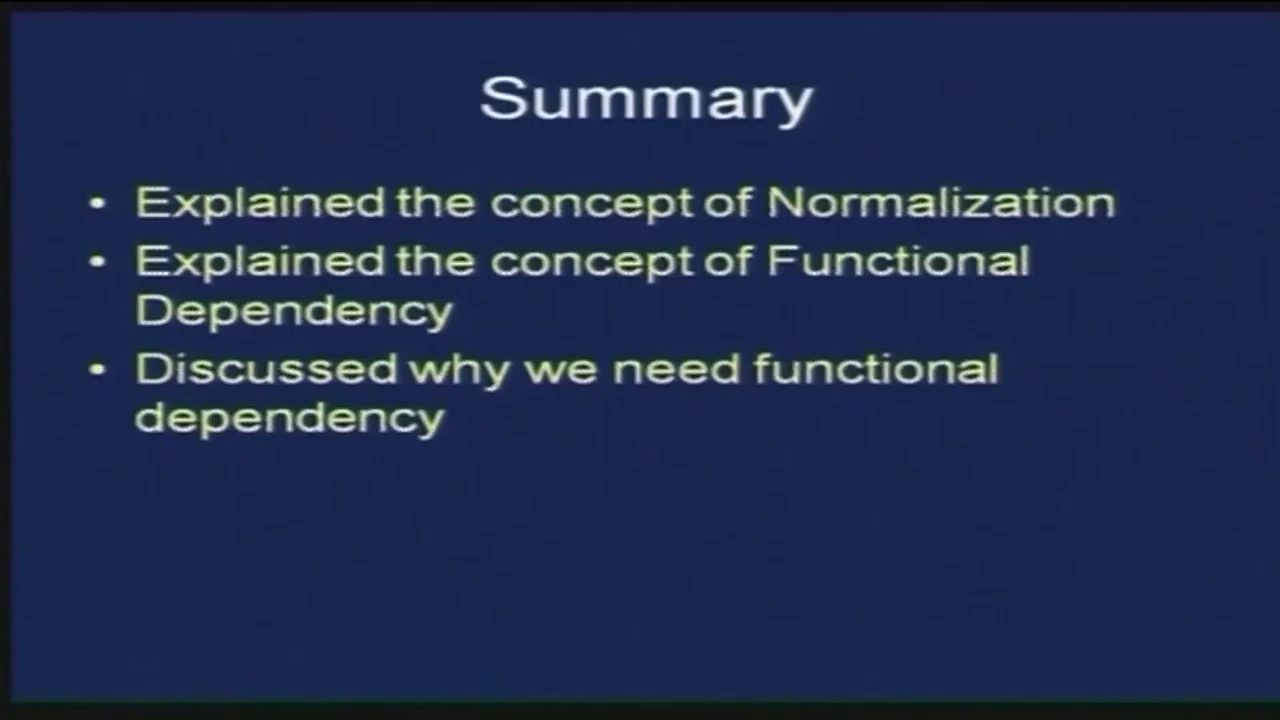 Summary
• Explained the concept of Normalization
• Explained the concept of Functional
Dependency
• Discussed why we need functional
dependency